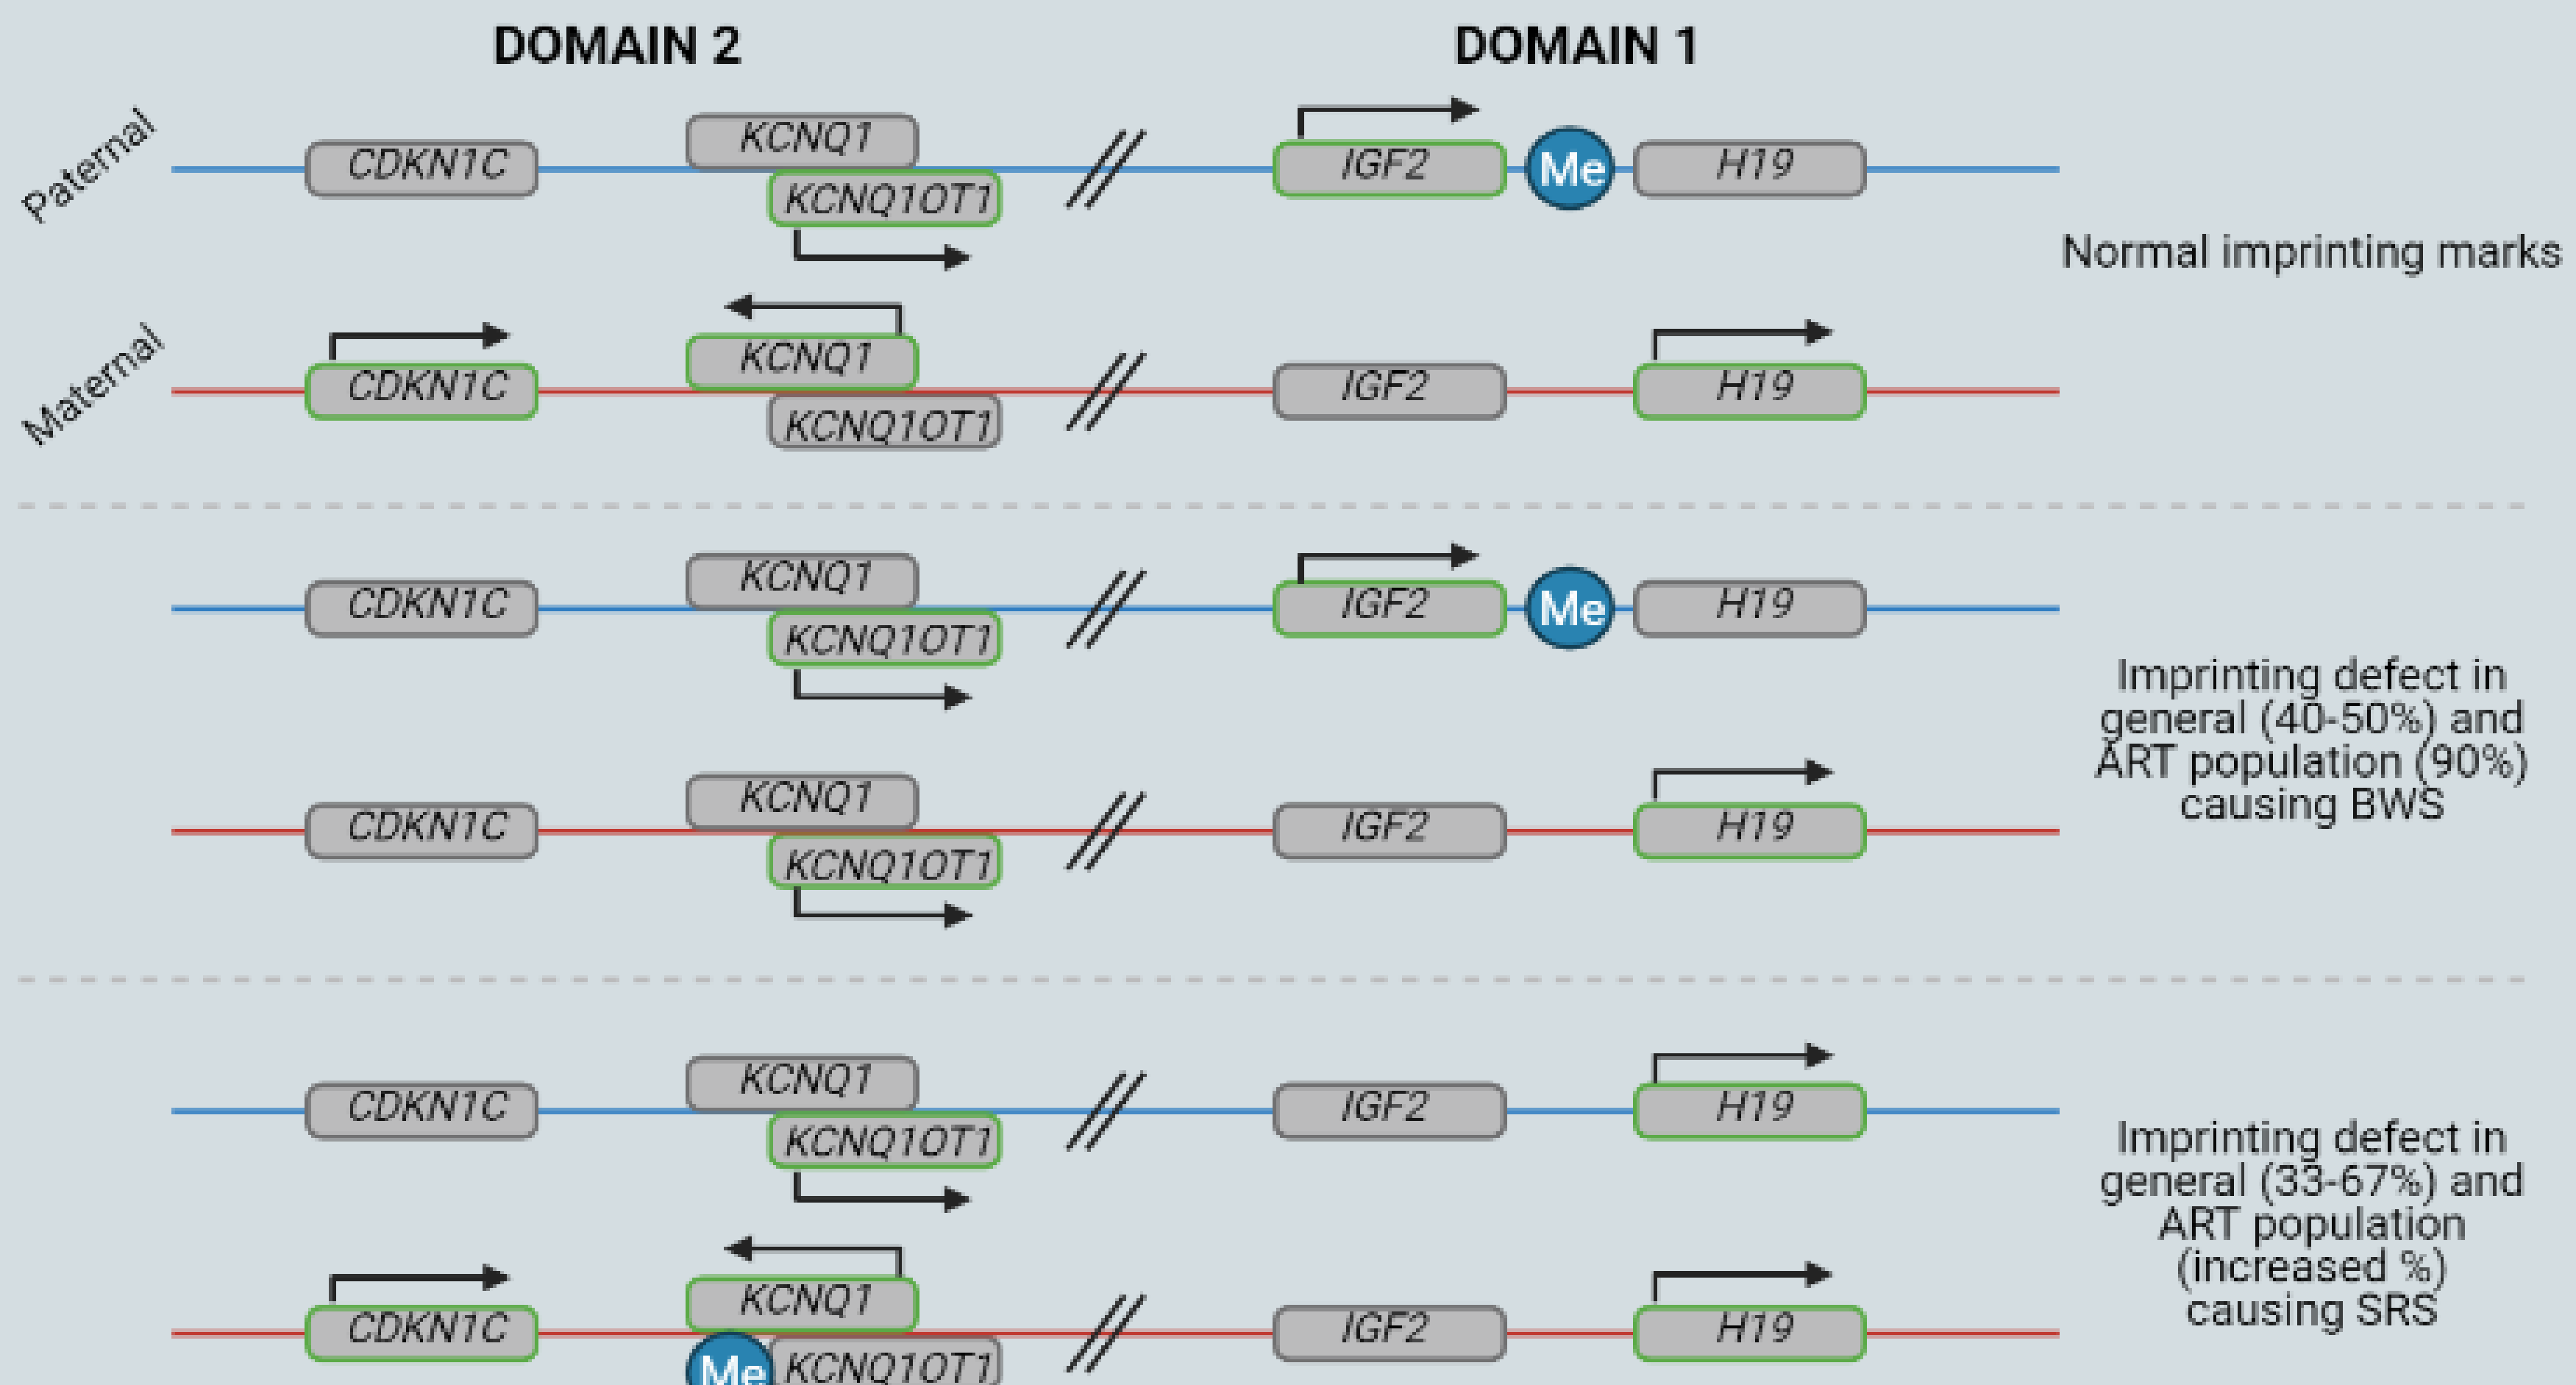 DOMAIN 2 DOMAIN 1
Paternal
CDKN1C KCNQ1 IGF2 Me H19
KCNQ1OT1
Normal imprinting marks
Maternal
CDKN1C KCNQ1 IGF2 H19
KCNQ1OT1
CDKN1C KCNQ1 IGF2 Me H19
KCNQ1OT1
Imprinting defect in
general (40-50%) and
ART population (90%)
causing BWS
CDKN1C KCNQ1 IGF2 H19
KCNQ1OT1
CDKN1C KCNQ1 IGF2 H19
KCNQ1OT1
Imprinting defect in
general (33-67%) and
ART population
(increased %)
causing SRS
CDKN1C KCNQ1 IGF2 H19
Me KCNQ1OT1